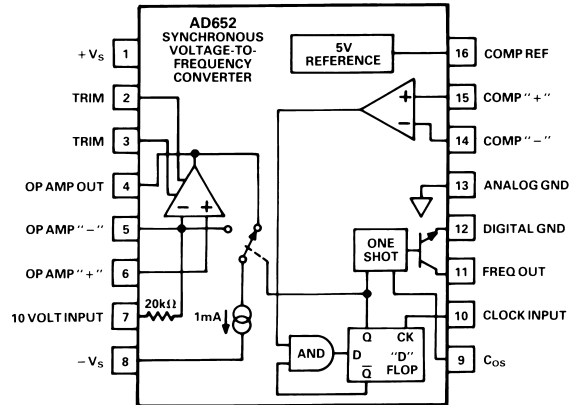 AD652
SYNCHRONOUS
VOLTAGE-TO-
FREQUENCY
CONVERTER
5V
REFERENCE
+VS 1
TRIM 2
TRIM 3
OP AMP OUT 4
OP AMP "–" 5
OP AMP "+" 6
10 VOLT INPUT 7
–VS 8
16 COMP REF
15 COMP "+"
14 COMP "–"
13 ANALOG GND
12 DIGITAL GND
11 FREQ OUT
10 CLOCK INPUT
9 COS
– +
+
–
20kΩ
1mA
ONE
SHOT
AND
Q CK
D "D"
Q̅ FLOP